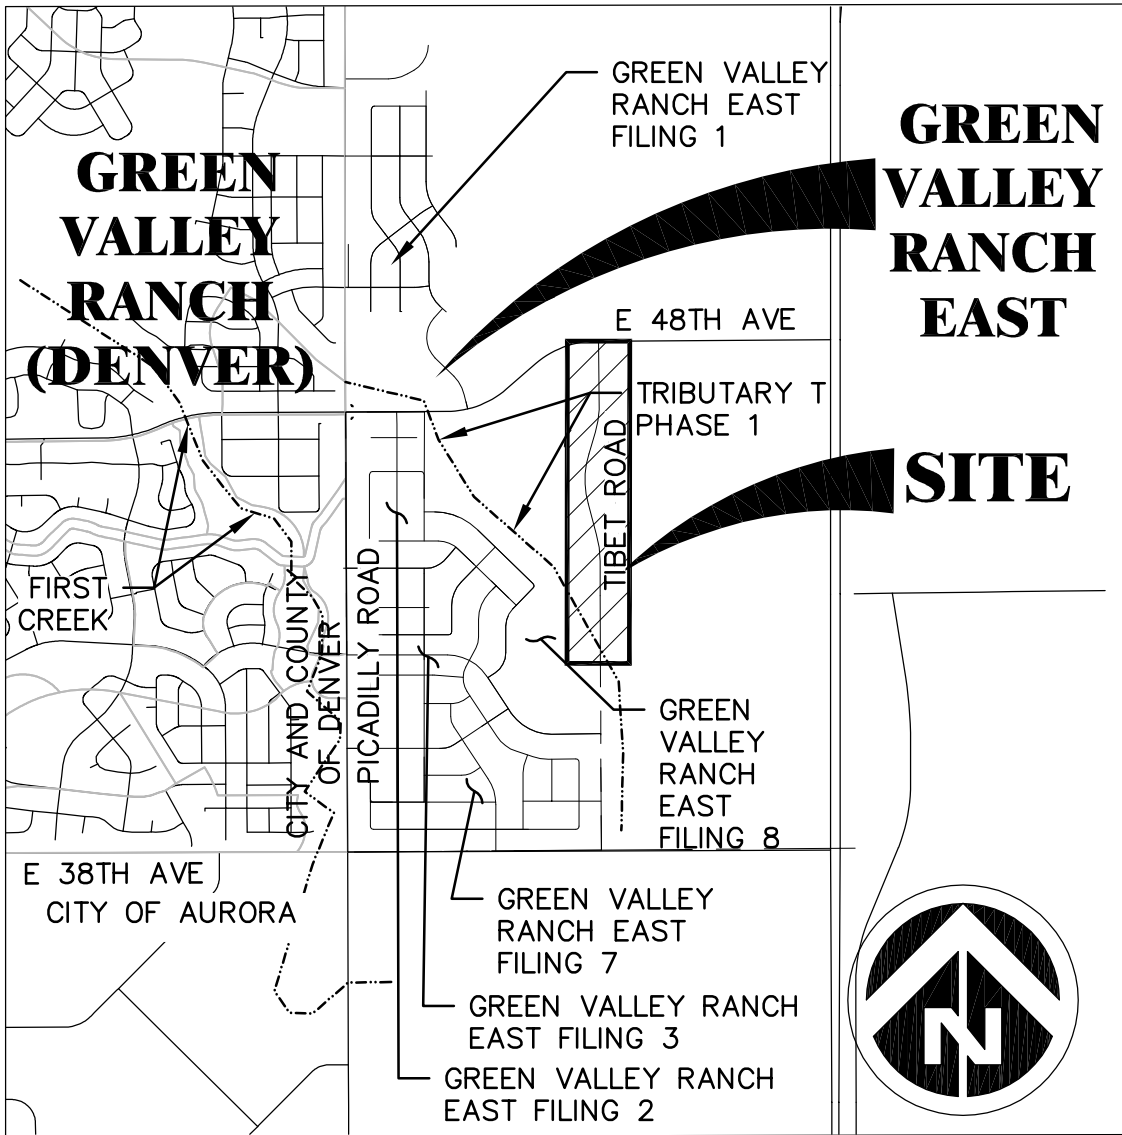 GREEN VALLEY
RANCH EAST
FILING 1
GREEN
VALLEY
RANCH
EAST
GREEN
VALLEY
RANCH
(DENVER)
E 48TH AVE
TRIBUTARY T
PHASE 1
TIBET ROAD
SITE
FIRST
CREEK
CITY AND COUNTY
OF DENVER
PICADILLY ROAD
GREEN
VALLEY
RANCH
EAST
FILING 8
E 38TH AVE
CITY OF AURORA
GREEN VALLEY
RANCH EAST
FILING 7
GREEN VALLEY RANCH
EAST FILING 3
GREEN VALLEY RANCH
EAST FILING 2
N